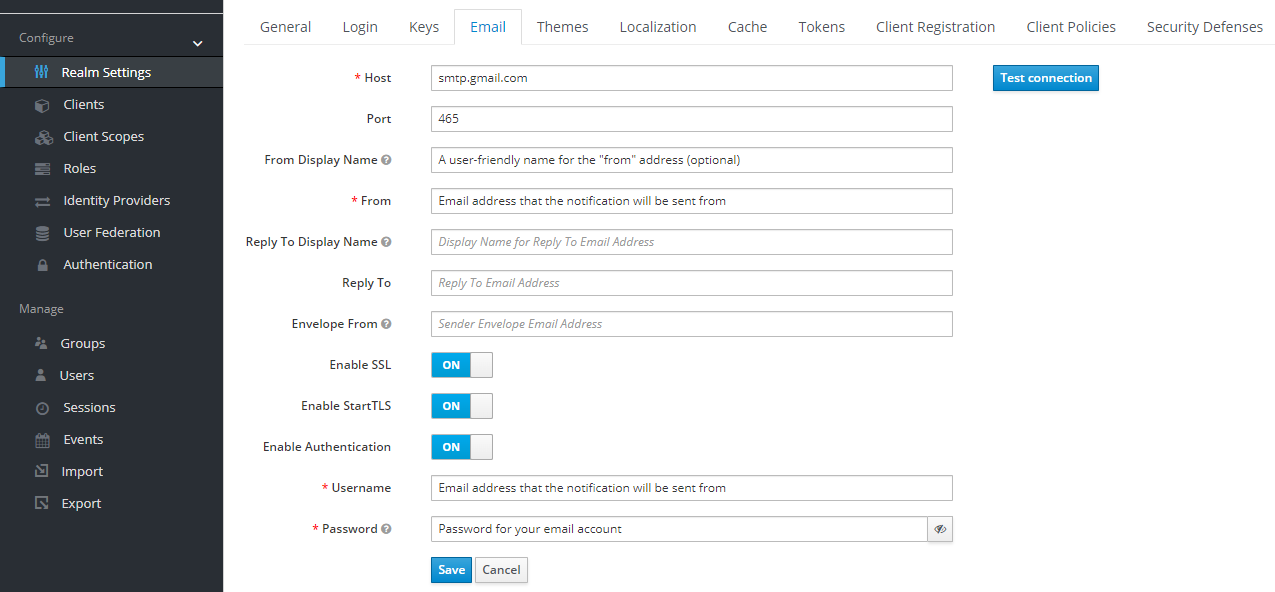 Configure
Realm Settings
Clients
Client Scopes
Roles
Identity Providers
User Federation
Authentication
Manage
Groups
Users
Sessions
Events
Import
Export
General Login Keys Email Themes Localization Cache Tokens Client Registration Client Policies Security Defenses
* Host smtp.gmail.com Test connection
Port 465
From Display Name A user-friendly name for the "from" address (optional)
* From Email address that the notification will be sent from
Reply To Display Name Display Name for Reply To Email Address
Reply To Reply To Email Address
Envelope From Sender Envelope Email Address
Enable SSL ON
Enable StartTLS ON
Enable Authentication ON
* Username Email address that the notification will be sent from
* Password Password for your email account
Save Cancel